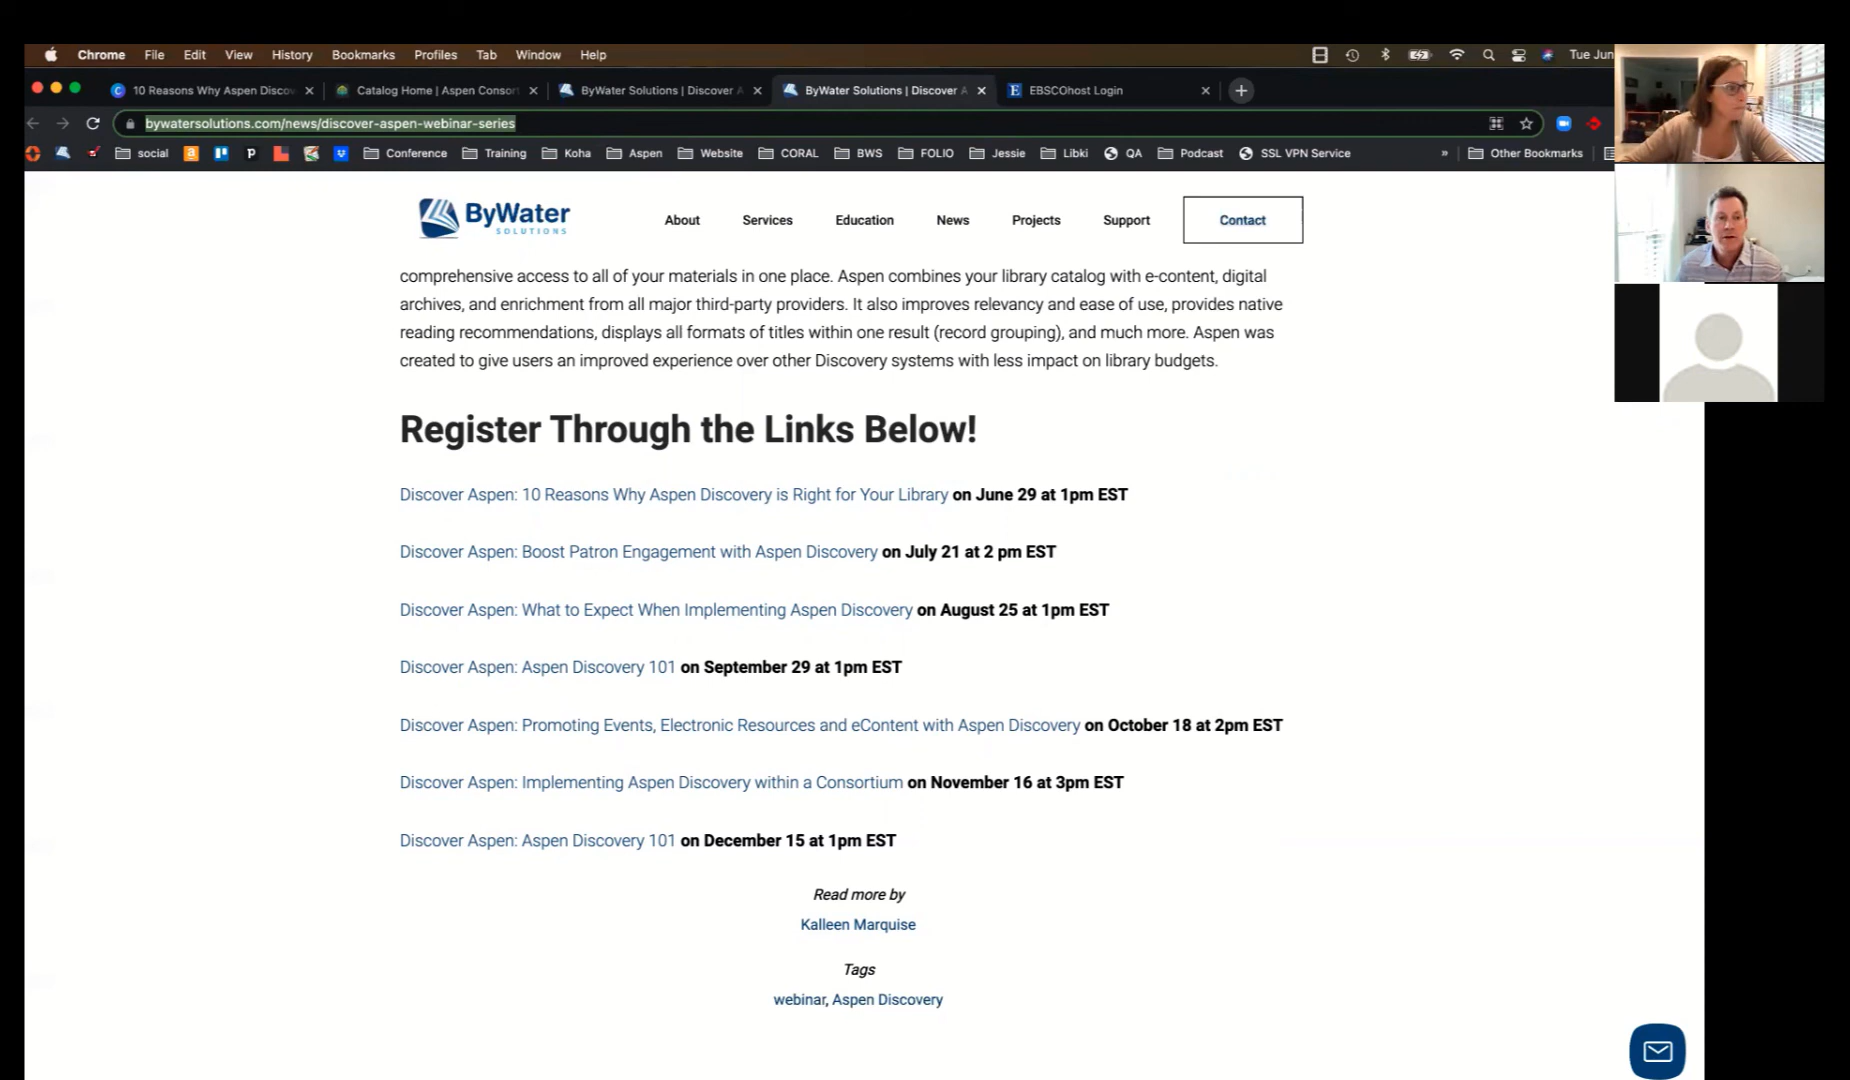 Chrome File Edit View History Bookmarks Profiles Tab Window Help Tue Jun
10 Reasons Why Aspen Disco Catalog Home | Aspen Consor ByWater Solutions | Discover A ByWater Solutions | Discover A EBSCOhost Login
bywatersolutions.com/news/discover-aspen-webinar-series
social Conference Training Koha Aspen Website CORAL BWS FOLIO Jessie Libki QA Podcast SSL VPN Service » Other Bookmarks
ByWater
SOLUTIONS
About Services Education News Projects Support Contact
comprehensive access to all of your materials in one place. Aspen combines your library catalog with e-content, digital
archives, and enrichment from all major third-party providers. It also improves relevancy and ease of use, provides native
reading recommendations, displays all formats of titles within one result (record grouping), and much more. Aspen was
created to give users an improved experience over other Discovery systems with less impact on library budgets.
Register Through the Links Below!
Discover Aspen: 10 Reasons Why Aspen Discovery is Right for Your Library on June 29 at 1pm EST
Discover Aspen: Boost Patron Engagement with Aspen Discovery on July 21 at 2 pm EST
Discover Aspen: What to Expect When Implementing Aspen Discovery on August 25 at 1pm EST
Discover Aspen: Aspen Discovery 101 on September 29 at 1pm EST
Discover Aspen: Promoting Events, Electronic Resources and eContent with Aspen Discovery on October 18 at 2pm EST
Discover Aspen: Implementing Aspen Discovery within a Consortium on November 16 at 3pm EST
Discover Aspen: Aspen Discovery 101 on December 15 at 1pm EST
Read more by
Kalleen Marquise
Tags
webinar, Aspen Discovery